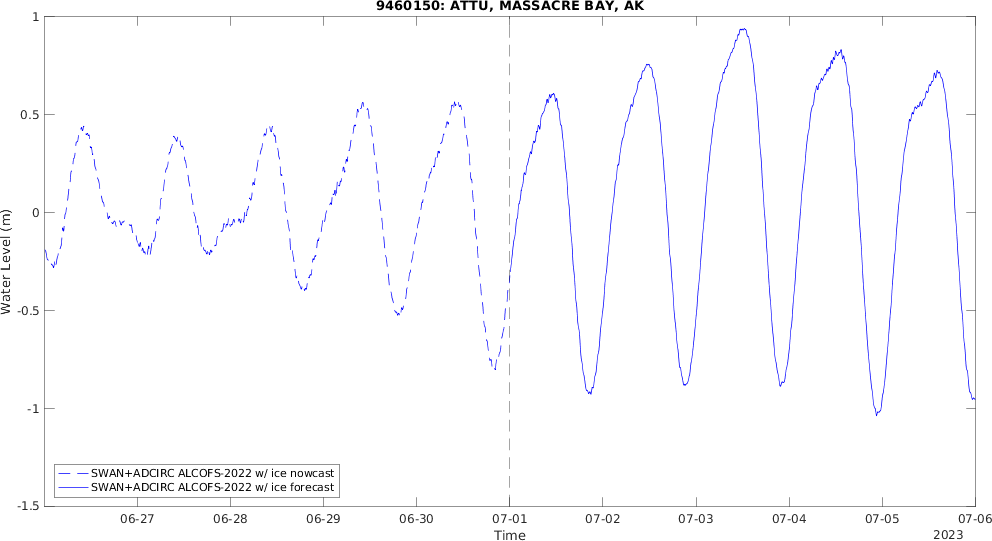 9460150: ATTU, MASSACRE BAY, AK
1
0.5
0
-0.5
-1
-1.5
Water Level (m)
SWAN+ADCIRC ALCOFS-2022 w/ ice nowcast
SWAN+ADCIRC ALCOFS-2022 w/ ice forecast
06-27 06-28 06-29 06-30 07-01 07-02 07-03 07-04 07-05 07-06
Time
2023